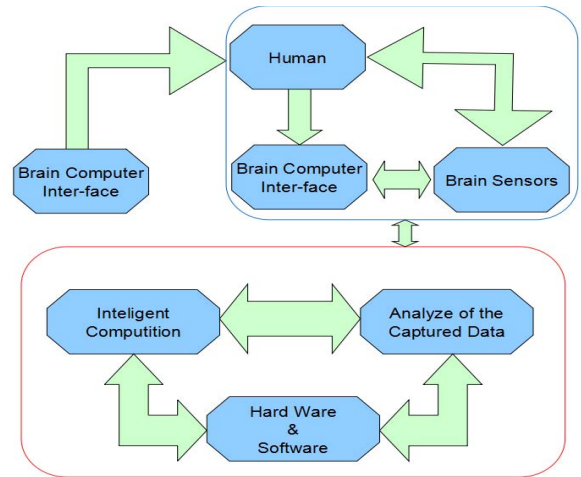 Human
Brain Computer
Inter-face
Brain Computer
Inter-face
Brain Sensors
Inteligent
Computition
Analyze of the
Captured Data
Hard Ware
&
Software